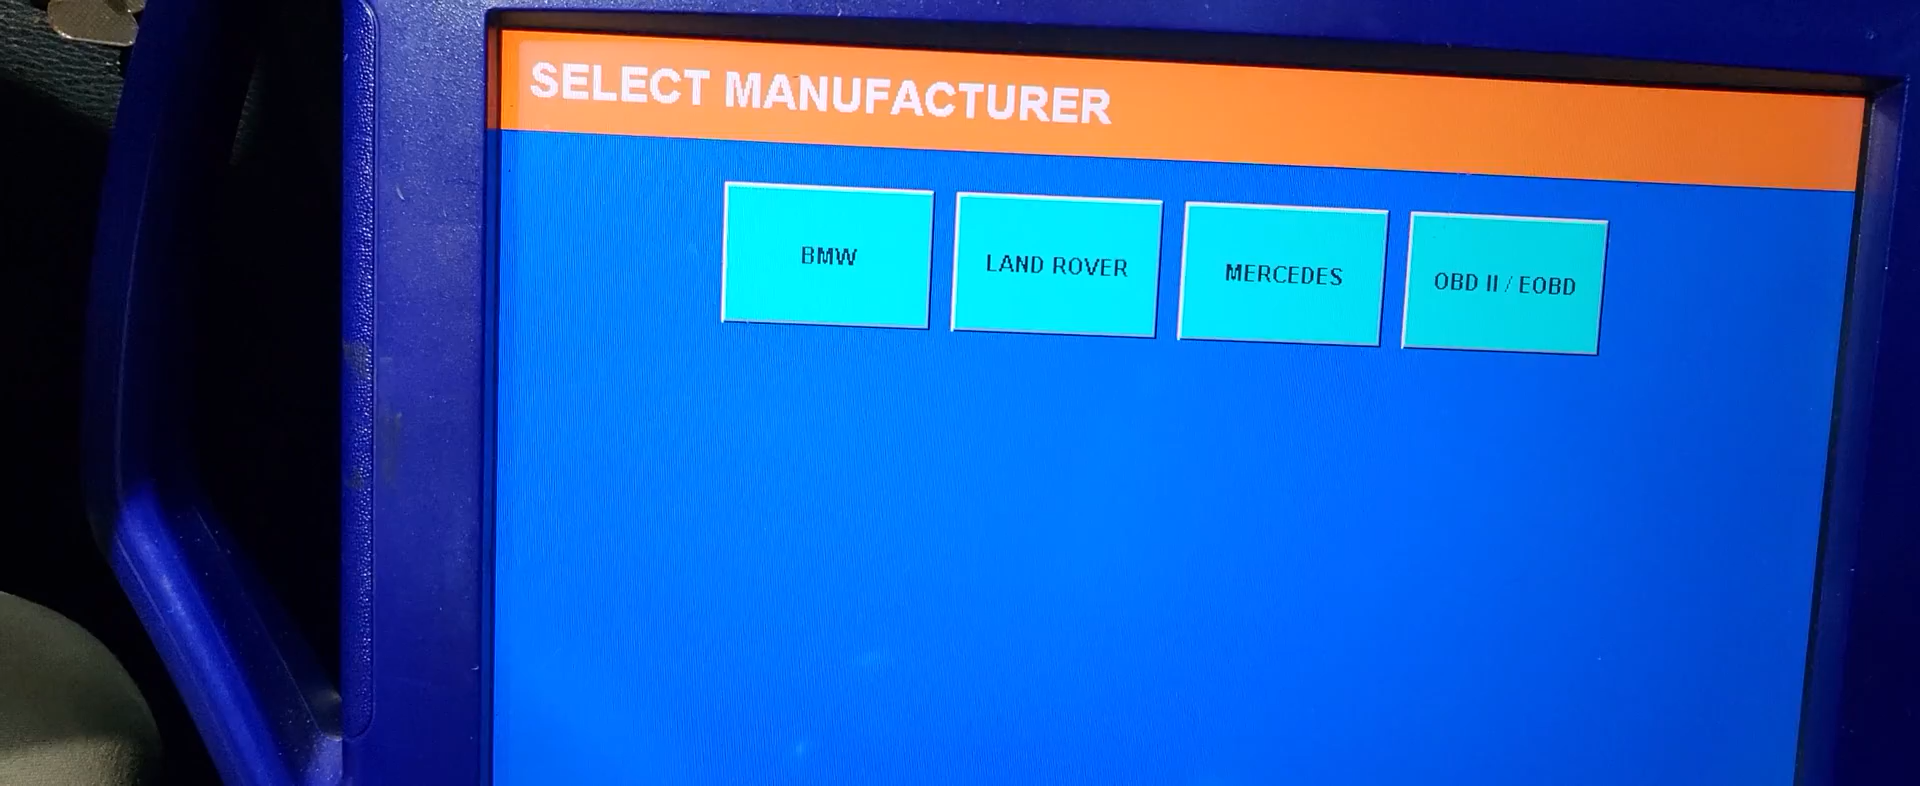 SELECT MANUFACTURER
BMW
LAND ROVER
MERCEDES
OBD II / EOBD